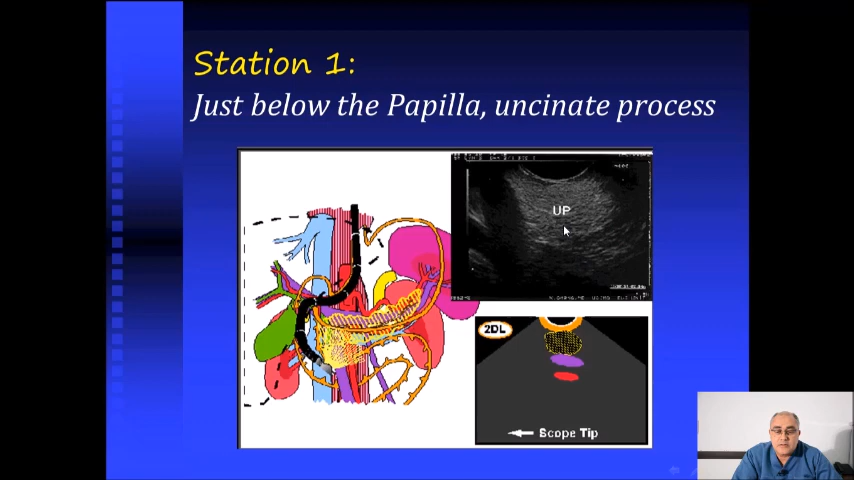 Station 1:
Just below the Papilla, uncinate process
UP
2DL
Scope Tip